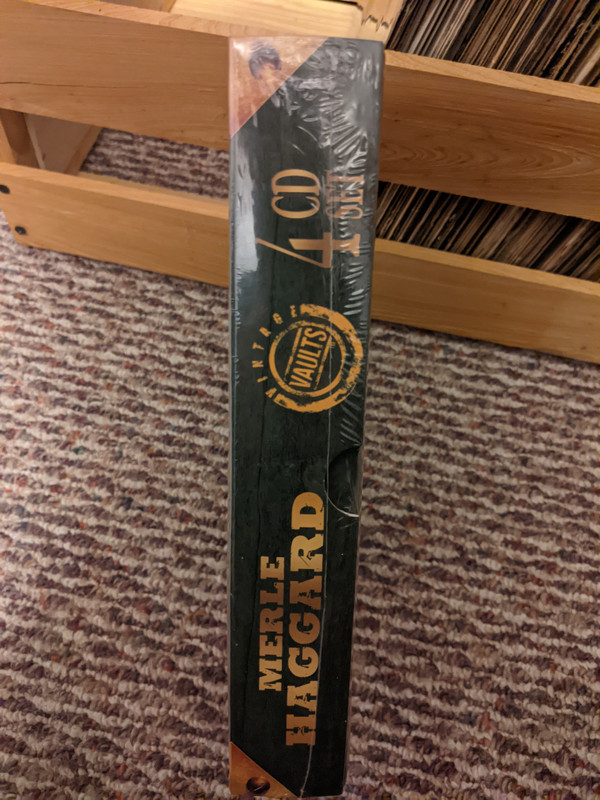 MERLE
HAGGARD
VINTAGE
VAULTS
4 CD
SET